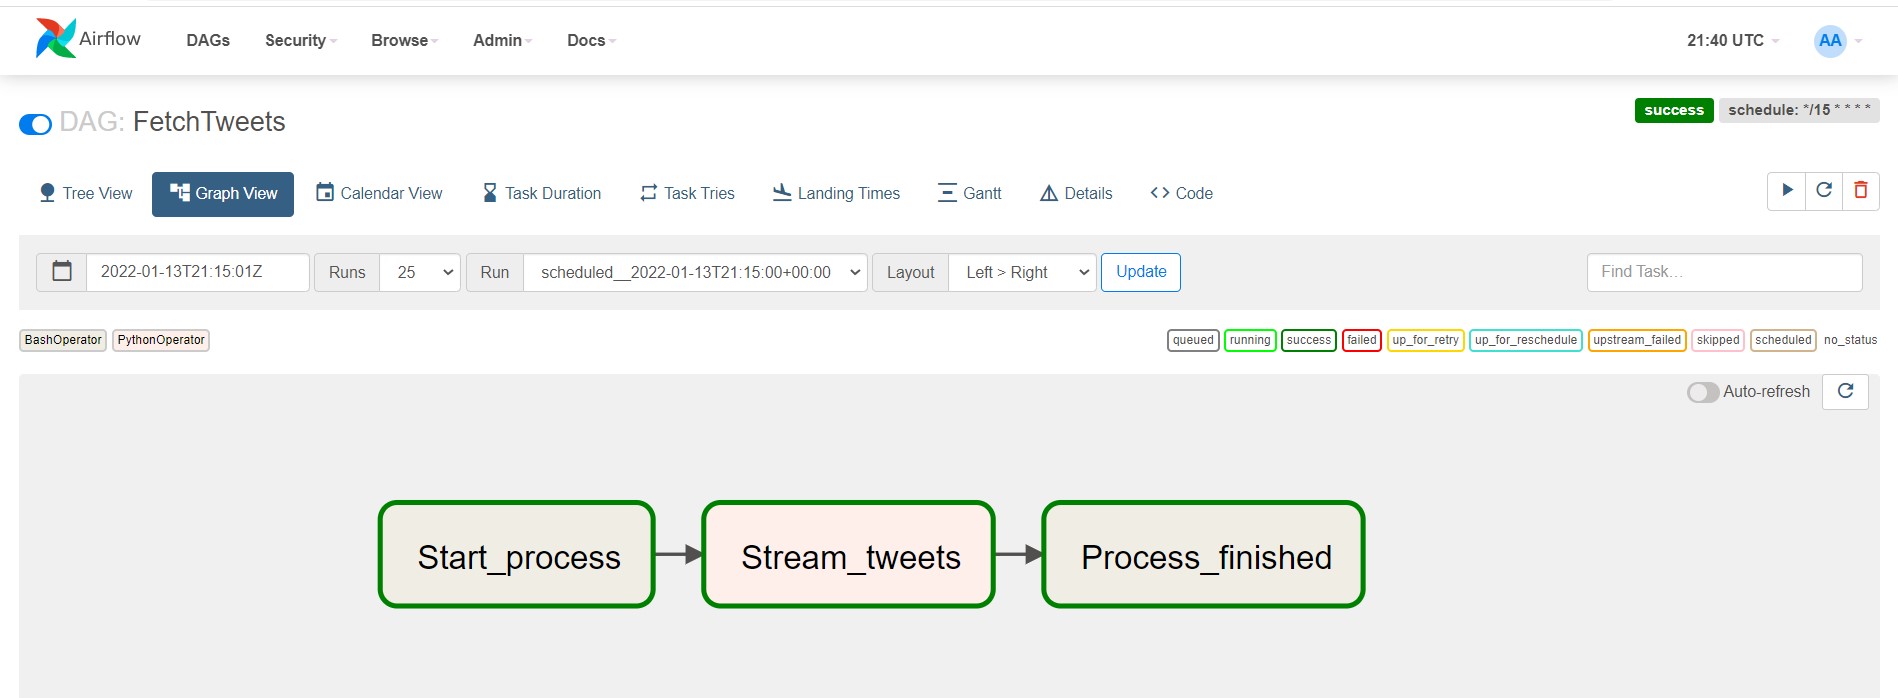 Airflow DAGs Security Browse Admin Docs 21:40 UTC AA
DAG: FetchTweets success schedule: */15 * * * *
Tree View Graph View Calendar View Task Duration Task Tries Landing Times Gantt Details <> Code
2022-01-13T21:15:01Z Runs 25 Run scheduled__2022-01-13T21:15:00+00:00 Layout Left > Right Update Find Task...
BashOperator PythonOperator queued running success failed up_for_retry up_for_reschedule upstream_failed skipped scheduled no_status
Auto-refresh
Start_process Stream_tweets Process_finished